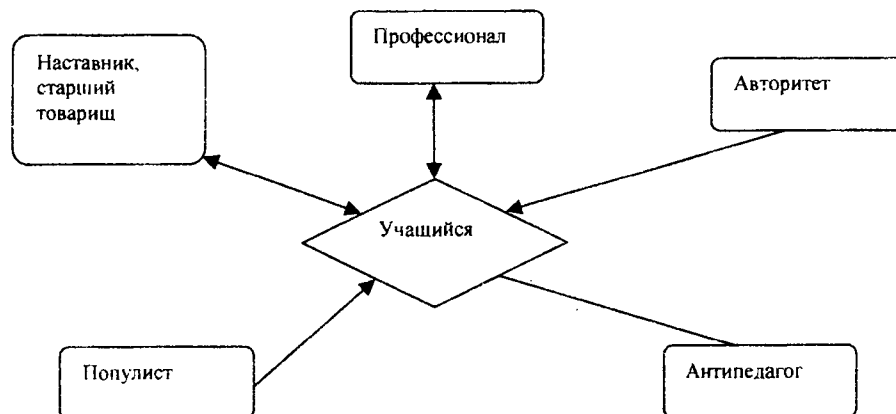 Профессионал
Наставник,
старший
товарищ
Авторитет
Учащийся
Популист
Антипедагог